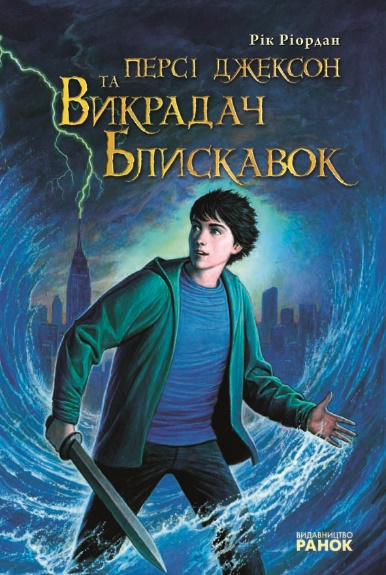 Рік Ріордан
ПЕРСІ ДЖЕКСОН
ТА
ВИКРАДАЧ
БЛИСКАВОК
ВИДАВНИЦТВО
РАНОК